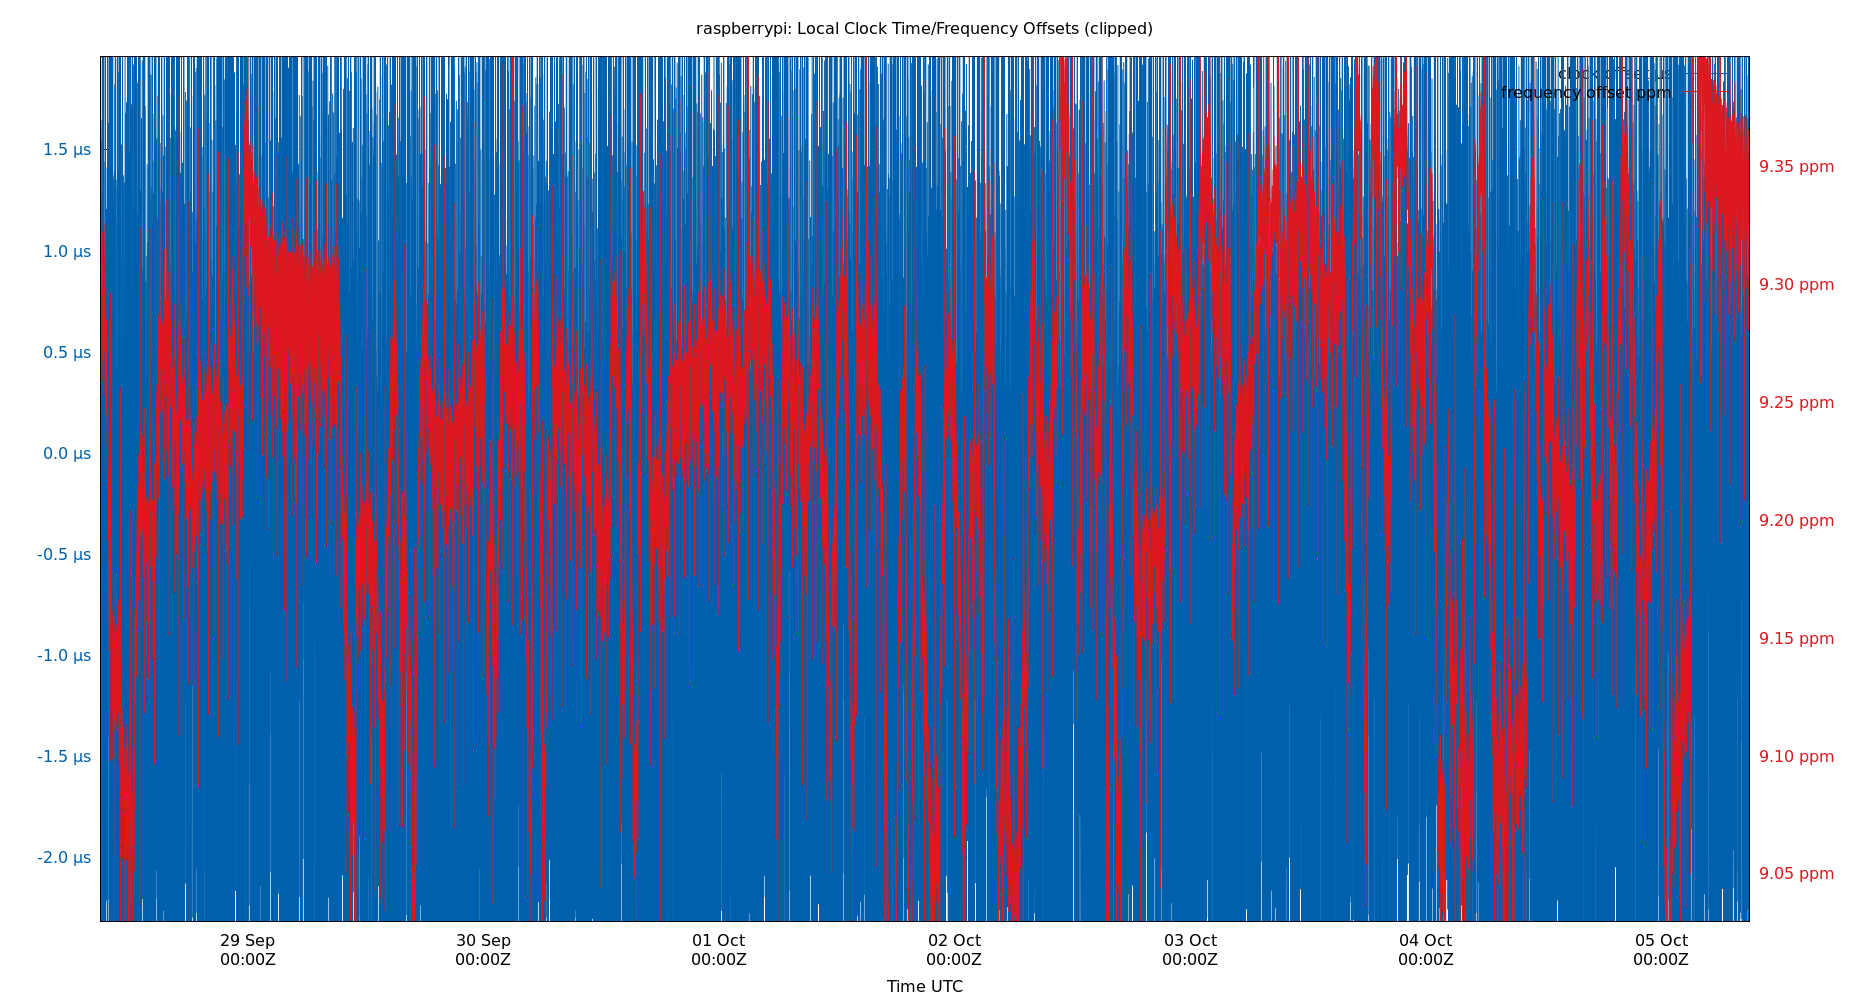 raspberrypi: Local Clock Time/Frequency Offsets (clipped)
clock offset µs
frequency offset ppm
1.5 µs
1.0 µs
0.5 µs
0.0 µs
-0.5 µs
-1.0 µs
-1.5 µs
-2.0 µs
9.35 ppm
9.30 ppm
9.25 ppm
9.20 ppm
9.15 ppm
9.10 ppm
9.05 ppm
29 Sep
00:00Z
30 Sep
00:00Z
01 Oct
00:00Z
02 Oct
00:00Z
03 Oct
00:00Z
04 Oct
00:00Z
05 Oct
00:00Z
Time UTC